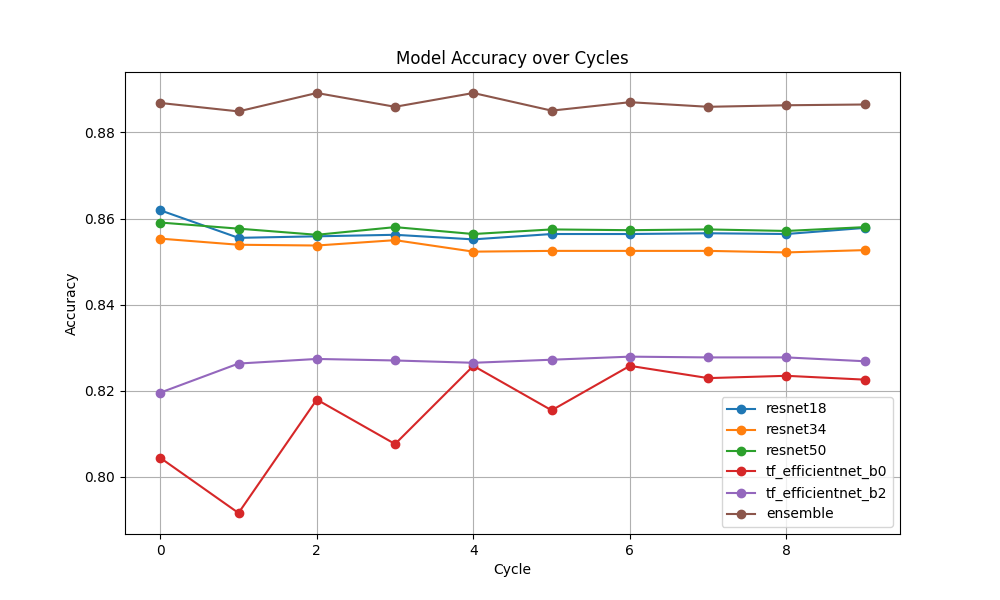 Model Accuracy over Cycles
Accuracy
0.88
0.86
0.84
0.82
0.80
0
2
4
6
8
Cycle
resnet18
resnet34
resnet50
tf_efficientnet_b0
tf_efficientnet_b2
ensemble